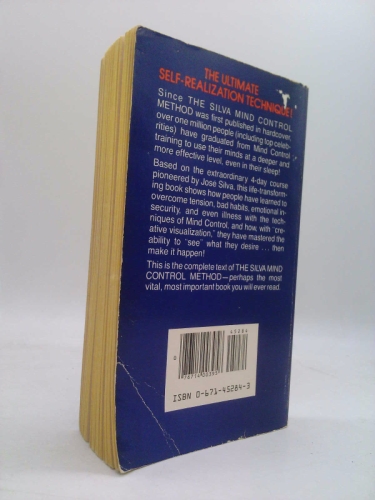 THE ULTIMATE
SELF-REALIZATION TECHNIQUE!
Since THE SILVA MIND CONTROL
METHOD was first published in hardcover,
over one million people (including top celeb-
rities) have graduated from Mind Control
training to use their minds at a deeper and
more effective level, even in their sleep!
Based on the extraordinary 4-day course
pioneered by José Silva, this life-transform-
ing book shows how people have learned to
overcome tension, bad habits, emotional in-
security, and even illness with the tech-
niques of Mind Control, and how, with "cre-
ative visualization," they have mastered the
ability to "see" what they desire . . . then
make it happen!
This is the complete text of THE SILVA MIND
CONTROL METHOD—perhaps the most
vital, most important book you will ever read.
45284
0
ISBN 0-671-45284-3